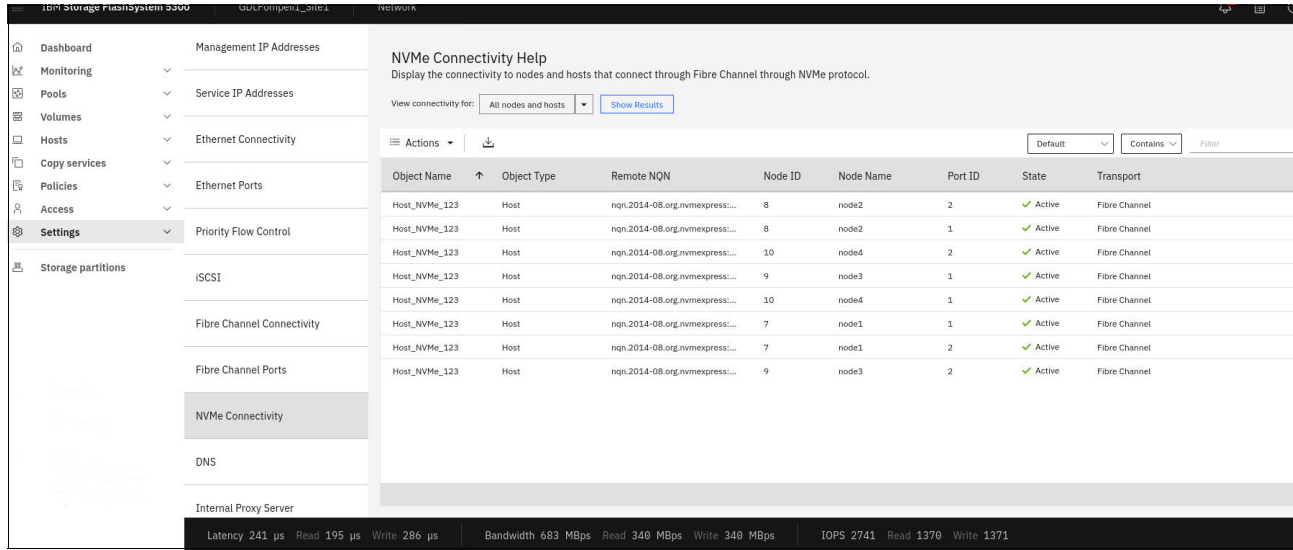 IBM Storage FlashSystem 5300 GDLPompeii_Site1 Network
Dashboard
Monitoring
Pools
Volumes
Hosts
Copy services
Policies
Access
Settings
Storage partitions
Management IP Addresses
Service IP Addresses
Ethernet Connectivity
Ethernet Ports
Priority Flow Control
iSCSI
Fibre Channel Connectivity
Fibre Channel Ports
NVMe Connectivity
DNS
Internal Proxy Server
NVMe Connectivity Help
Display the connectivity to nodes and hosts that connect through Fibre Channel through NVMe protocol.
View connectivity for: All nodes and hosts Show Results
Actions Default Contains Filter
Object Name Object Type Remote NQN Node ID Node Name Port ID State Transport
Host_NVMe_123 Host nqn.2014-08.org.nvmexpress:... 8 node2 2 Active Fibre Channel
Host_NVMe_123 Host nqn.2014-08.org.nvmexpress:... 8 node2 1 Active Fibre Channel
Host_NVMe_123 Host nqn.2014-08.org.nvmexpress:... 10 node4 2 Active Fibre Channel
Host_NVMe_123 Host nqn.2014-08.org.nvmexpress:... 9 node3 1 Active Fibre Channel
Host_NVMe_123 Host nqn.2014-08.org.nvmexpress:... 10 node4 1 Active Fibre Channel
Host_NVMe_123 Host nqn.2014-08.org.nvmexpress:... 7 node1 1 Active Fibre Channel
Host_NVMe_123 Host nqn.2014-08.org.nvmexpress:... 7 node1 2 Active Fibre Channel
Host_NVMe_123 Host nqn.2014-08.org.nvmexpress:... 9 node3 2 Active Fibre Channel
Latency 241 µs Read 195 µs Write 286 µs Bandwidth 683 MBps Read 340 MBps Write 340 MBps IOPS 2741 Read 1370 Write 1371